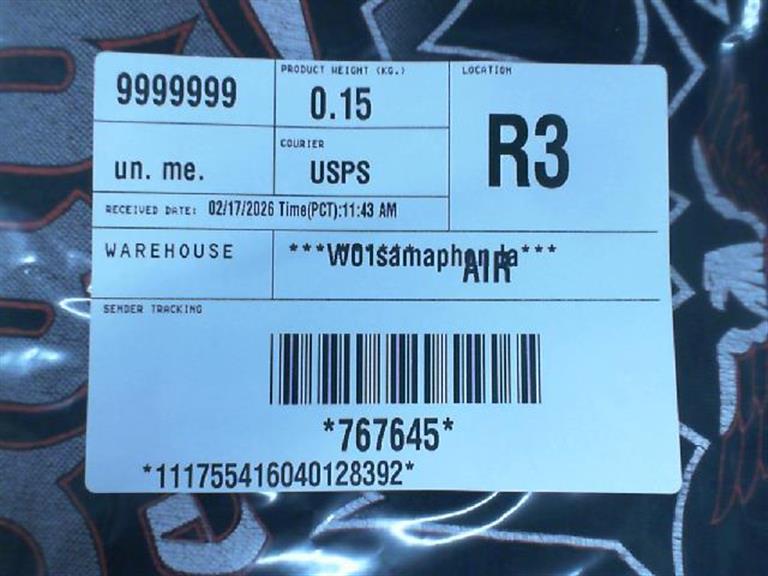 9999999
PRODUCT WEIGHT (KG.)
0.15
LOCATION
R3
un. me.
COURIER
USPS
RECEIVED DATE: 02/17/2026 Time(PCT):11:43 AM
WAREHOUSE
AIR
SENDER TRACKING
*767645*
*111755416040128392*